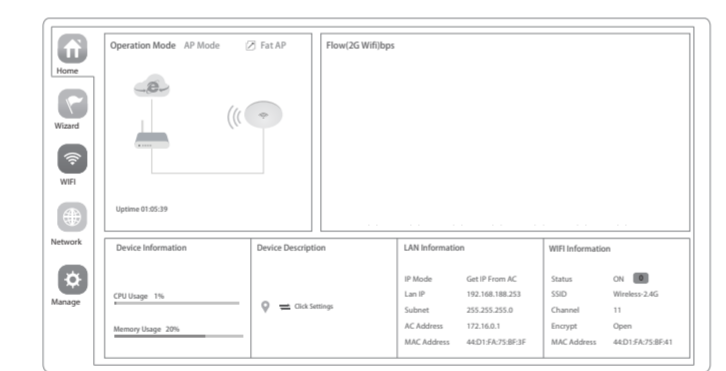 Home
Wizard
WIFI
Network
Manage
Operation Mode AP Mode Fat AP
Uptime 01:05:39
Flow(2G Wifi)bps
Device Information
CPU Usage 1%
Memory Usage 20%
Device Description
Click Settings
LAN Information
IP Mode Get IP From AC
Lan IP 192.168.188.253
Subnet 255.255.255.0
AC Address 172.16.0.1
MAC Address 44:D1:FA:75:BF:3F
WIFI Information
Status ON 0
SSID Wireless-2.4G
Channel 11
Encrypt Open
MAC Address 44:D1:FA:75:BF:41